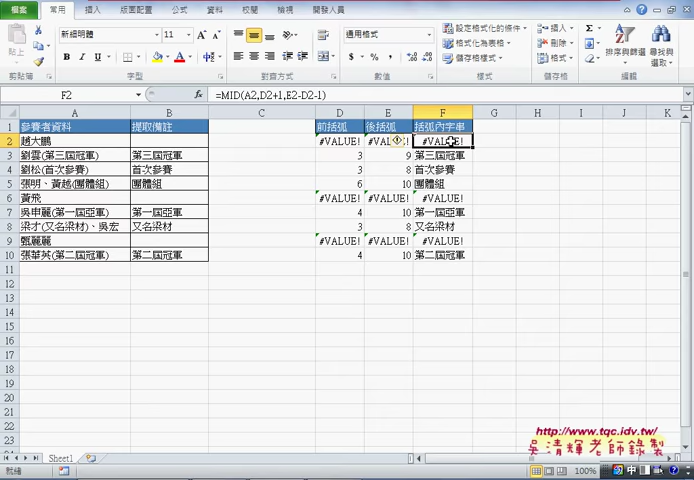 檔案 常用 插入 版面配置 公式 資料 校閱 檢視 開發人員
貼上 新細明體 12 A A 通用格式 設定格式化的條件 插入 Σ
B I U $ % 格式化為表格 刪除 排序與篩選 尋找與選取
儲存格樣式 格式
剪貼簿 字型 對齊方式 數值 樣式 儲存格 編輯
F2 fx =MID(A2,D2+1,E2-D2-1)
A B C D E F G H I J K
1 參賽者資料 提取備註 前括弧 後括弧 括弧內字串
2 趙大鵬 #VALUE! #VAL #VALUE!
3 劉雲(第三屆冠軍) 第三屆冠軍 3 9 第三屆冠軍
4 劉松(首次參賽) 首次參賽 3 8 首次參賽
5 張明、黃越(團體組) 團體組 6 10 團體組
6 黃飛 #VALUE! #VALUE! #VALUE!
7 吳申麗(第一屆亞軍) 第一屆亞軍 4 10 第一屆亞軍
8 梁才(又名梁材)、吳宏 又名梁材 3 8 又名梁材
9 甄麗麗 #VALUE! #VALUE! #VALUE!
10 張華英(第二屆冠軍) 第二屆冠軍 4 10 第二屆冠軍
11
12
13
14
15
16
17
18
19
20
21
22
23
http://www.tqc.idv.tw/
吳清輝老師錄製
Sheet1
就緒 100% 中